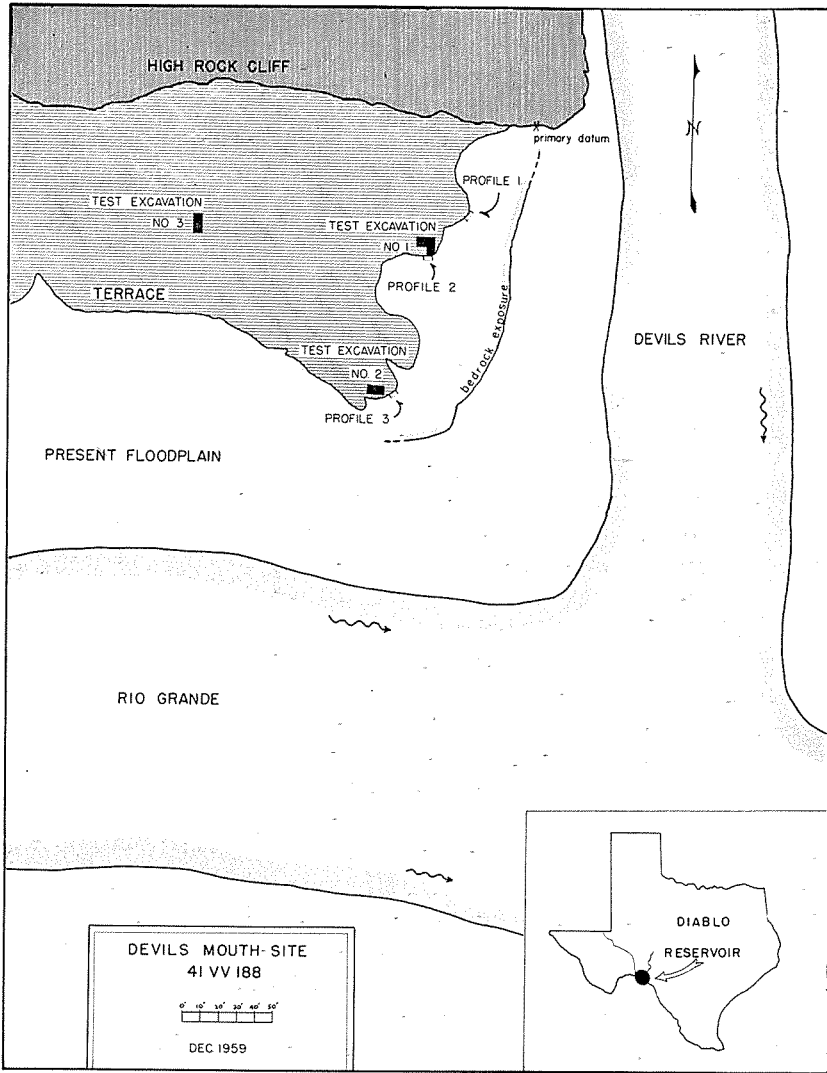 HIGH ROCK CLIFF
primary datum
N
PROFILE 1
TEST EXCAVATION
NO 3
TEST EXCAVATION
NO 1
PROFILE 2
TERRACE
bedrock exposure
DEVILS RIVER
TEST EXCAVATION
NO. 2
PROFILE 3
PRESENT FLOODPLAIN
RIO GRANDE
DEVILS MOUTH-SITE
41 VV 188
0' 10' 20' 30' 40' 50'
DEC 1959
DIABLO
RESERVOIR